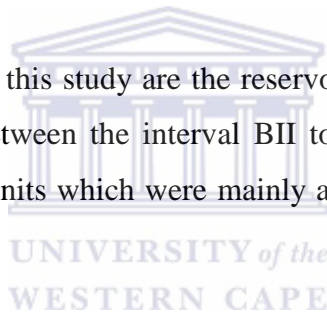 this study are the reservo
tween the interval BII to
nits which were mainly a
UNIVERSITY of the
WESTERN CAPE